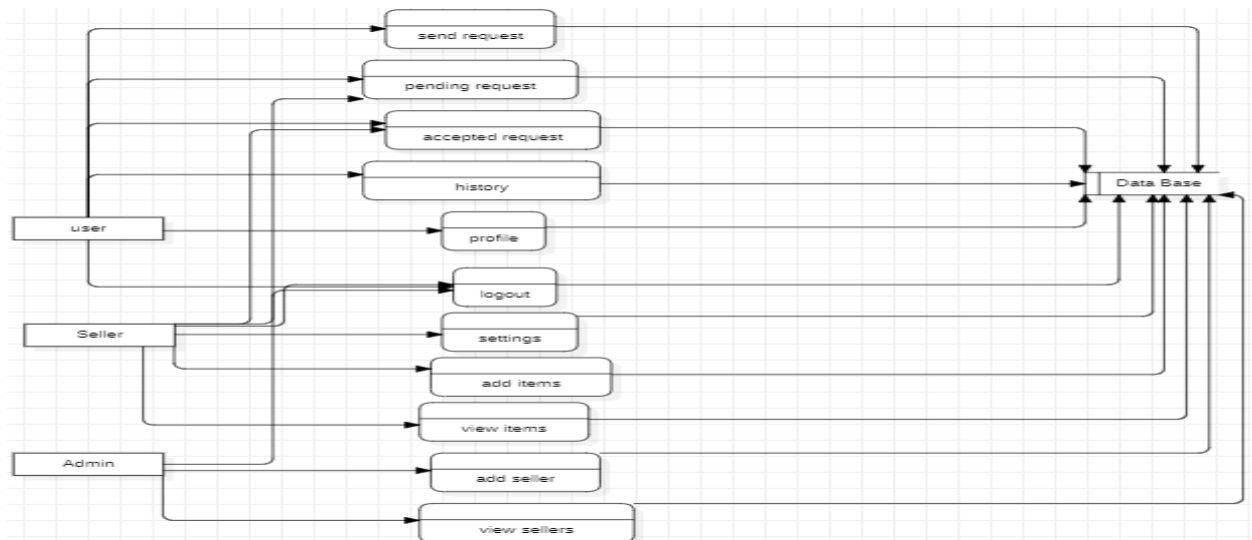 send request
pending request
accepted request
history
Data Base
user
profile
logout
Seller
settings
add items
view items
Admin
add seller
view sellers